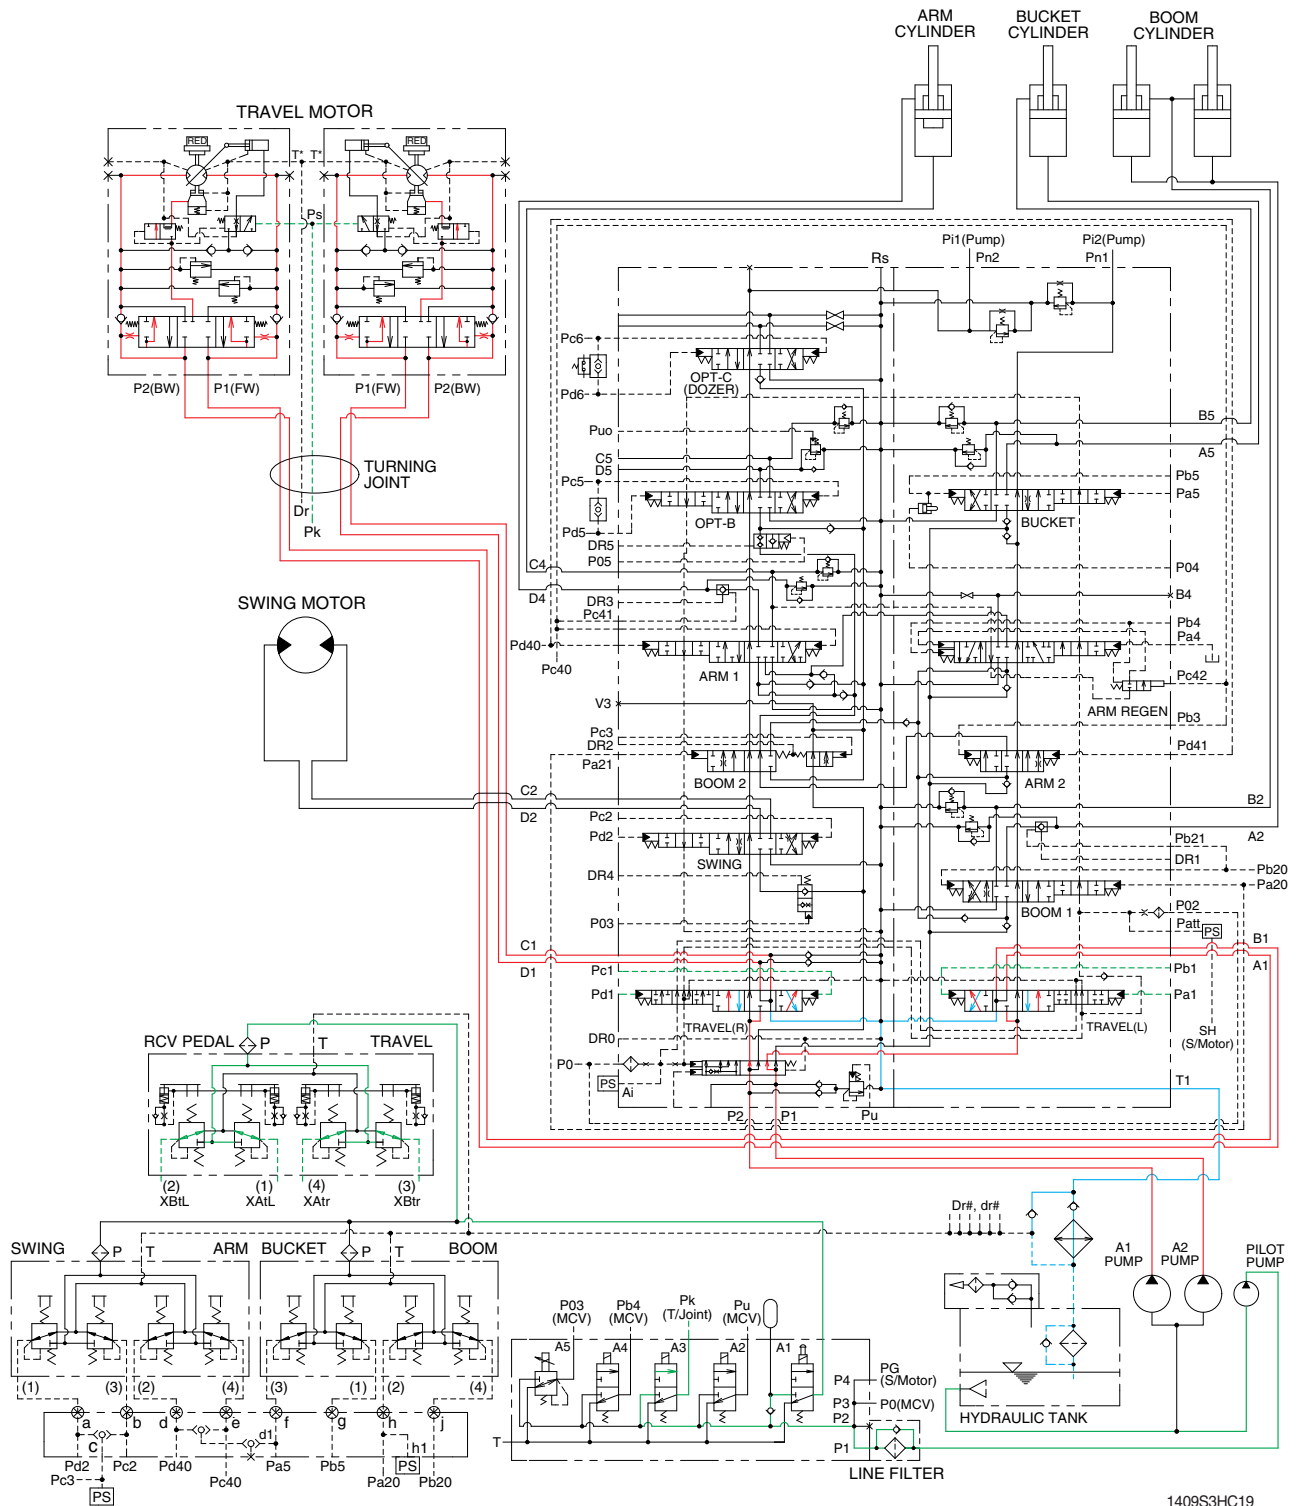 ARM
CYLINDER
BUCKET
CYLINDER
BOOM
CYLINDER
TRAVEL MOTOR
RED
RED
T* T*
Ps
P2(BW) P1(FW)
P1(FW) P2(BW)
TURNING
JOINT
Dr
Pk
SWING MOTOR
Rs
Pi1(Pump)
Pn2
Pi2(Pump)
Pn1
Pc6
Pd6
OPT-C
(DOZER)
Puo
C5
D5
Pc5
Pd5
OPT-B
DR5
P05
C4
D4
DR3
Pc41
Pd40
Pc40
ARM 1
V3
Pc3
DR2
Pa21
BOOM 2
C2
D2
Pc2
Pd2
SWING
DR4
P03
C1
D1
Pc1
Pd1
TRAVEL(R)
DR0
P0
PS
Ai
P2 P1
Pu
B5
A5
Pb5
Pa5
BUCKET
P04
B4
Pb4
Pa4
Pc42
ARM REGEN
Pb3
Pd41
ARM 2
B2
A2
Pb21
DR1
Pb20
Pa20
BOOM 1
P02
Patt
PS
B1
A1
Pb1
Pa1
TRAVEL(L)
SH
(S/Motor)
T1
RCV PEDAL P T TRAVEL
(2)
XBtL
(1)
XAtL
(4)
XAtr
(3)
XBtr
SWING P T ARM
BUCKET P T BOOM
(1) (3) (2) (4) (3) (1) (2) (4)
a b d e f g h j
c
d1
h1
Pd2 Pc2 Pd40 Pa5 Pb5 PS
Pc3 Pc40 Pa20 Pb20
PS
Dr#, dr#
A1
PUMP
A2
PUMP
PILOT
PUMP
HYDRAULIC TANK
P03
(MCV)
Pb4
(MCV)
Pk
(T/Joint)
Pu
(MCV)
A5 A4 A3 A2 A1
P4
PG
(S/Motor)
P3
P0(MCV)
P2
T
P1
LINE FILTER
1409S3HC19